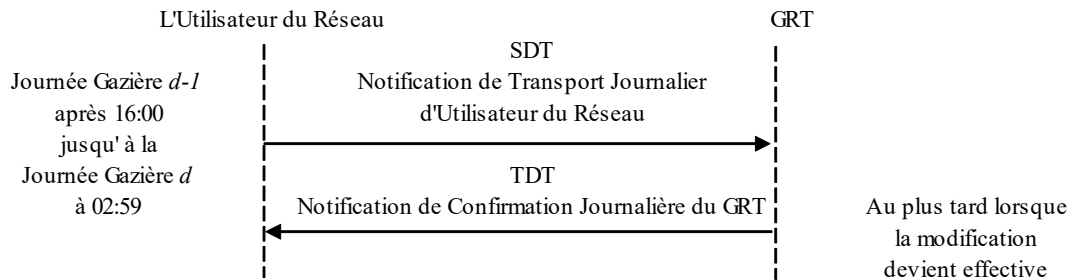 L'Utilisateur du Réseau
GRT
SDT
Journée Gazière d-1
Notification de Transport Journalier
après 16:00
d'Utilisateur du Réseau
jusqu' à la
Journée Gazière d
TDT
à 02:59
Notification de Confirmation Journalière du GRT
Au plus tard lorsque
la modification
devient effective